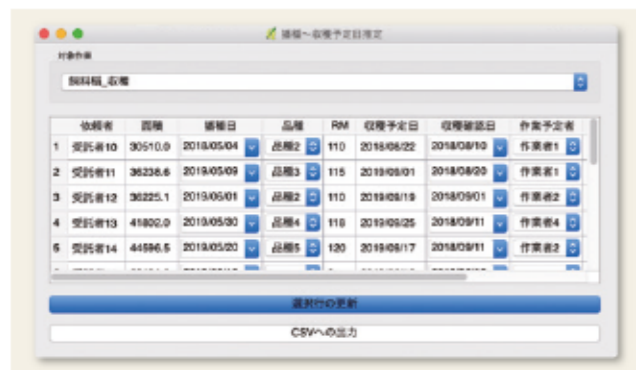 播種～収穫予定日推定
対象作業
飼料稲_収穫
依頼者 面積 播種日 品種 RM 収穫予定日 収穫確認日 作業予定者
1 受託者10 30510.0 2018/05/04 品種2 110 2018/08/22 2018/08/10 作業者1
2 受託者11 36238.6 2019/05/09 品種3 115 2019/09/01 2018/08/20 作業者1
3 受託者12 36225.1 2019/06/01 品種2 110 2019/09/19 2018/09/01 作業者2
4 受託者13 41802.0 2019/05/30 品種4 118 2019/09/25 2018/09/11 作業者4
5 受託者14 44596.5 2019/05/20 品種5 120 2019/09/17 2018/09/11 作業者2
選択行の更新
CSVへの出力